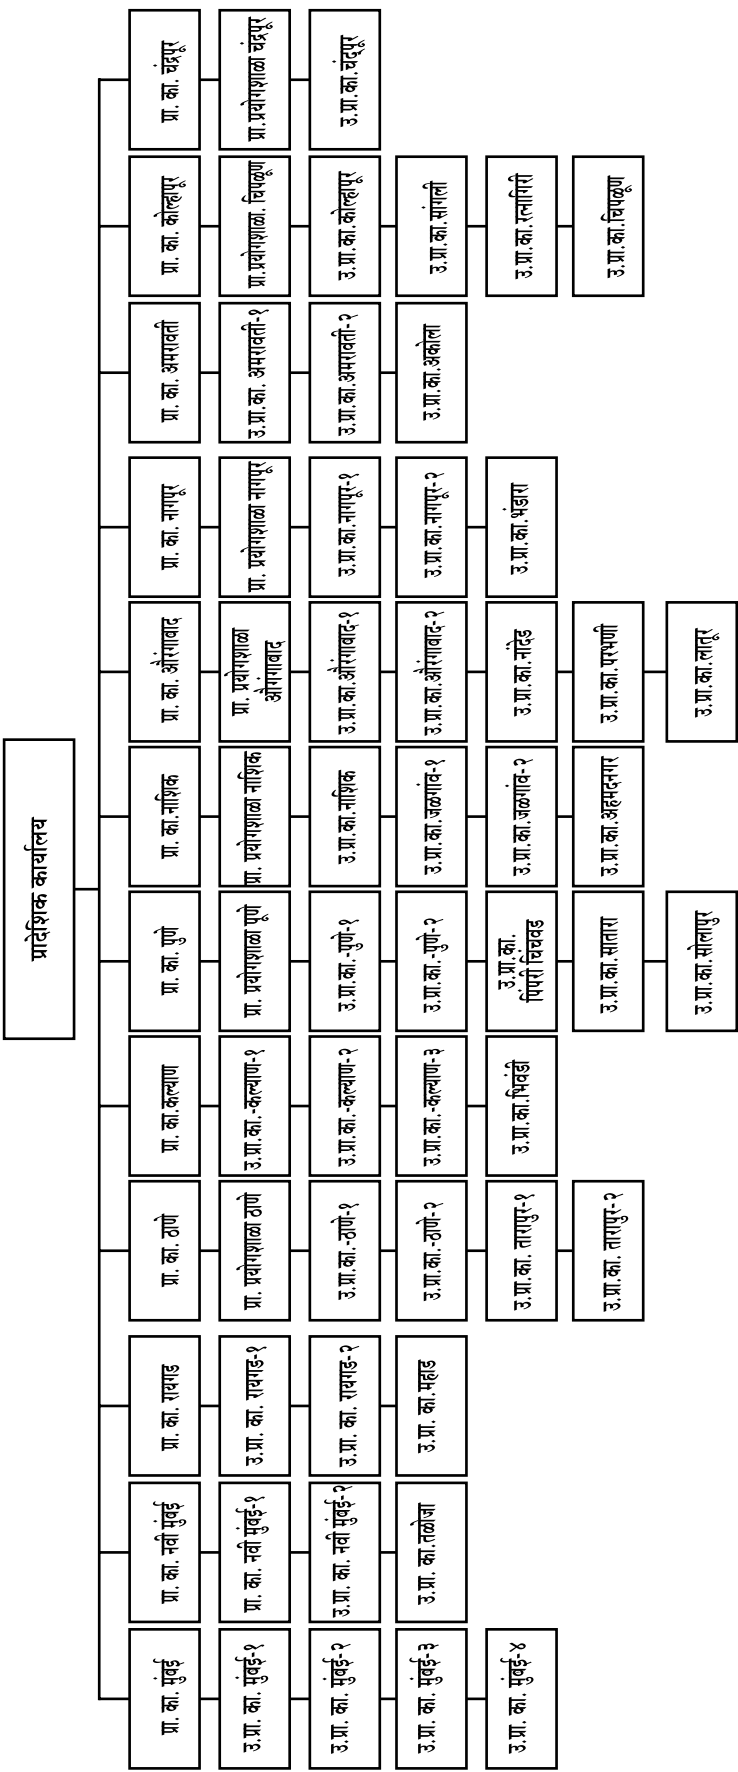 प्रादेशिक कार्यालय
प्रा. का. मुंबई
उ.प्रा. का. मुंबई-१
उ.प्रा. का. मुंबई-२
उ.प्रा. का. मुंबई-३
उ.प्रा. का. मुंबई-४
प्रा. का. नवी मुंबई
प्रा. का. नवी मुंबई-१
उ.प्रा. का. नवी मुंबई-२
उ.प्रा. का.तळोजा
प्रा. का. रायगड
उ.प्रा. का. रायगड-१
उ.प्रा. का. रायगड-२
उ.प्रा. का.महाड
प्रा. का. ठाणे
प्रा. प्रयोगशाळा ठाणे
उ.प्रा.का.-ठाणे-१
उ.प्रा.का.-ठाणे-२
उ.प्रा.का. तारापुर-१
उ.प्रा.का. तारापुर-२
प्रा. का.कल्याण
उ.प्रा.का.-कल्याण-१
उ.प्रा.का.-कल्याण-२
उ.प्रा.का.-कल्याण-३
उ.प्रा.का.भिवंडी
प्रा. का. पुणे
प्रा. प्रयोगशाळा पूणे
उ.प्रा.का.-पुणे-१
उ.प्रा.का.-पुणे-२
उ.प्रा.का.
पिंपरी चिंचवड
उ.प्रा.का.सातारा
उ.प्रा.का.सोलापुर
प्रा. का.नाशिक
प्रा. प्रयोगशाळा नाशिक
उ.प्रा.का.नाशिक
उ.प्रा.का.जळगांव-१
उ.प्रा.का.जळगांव-२
उ.प्रा.का.अहमदनगर
प्रा. का. औरंगाबाद
प्रा. प्रयोगशाळा
औगंगाबाद
उ.प्रा.का.औरंगाबाद-१
उ.प्रा.का.औरंगाबाद-२
उ.प्रा.का.नांदेड
उ.प्रा.का.परभणी
उ.प्रा.का.लातूर
प्रा. का. नागपूर
प्रा. प्रयोगशाळा नागपूर
उ.प्रा.का.नागपूर-१
उ.प्रा.का.नागपूर-२
उ.प्रा.का.भंडारा
प्रा. का. अमरावती
उ.प्रा.का. अमरावती-१
उ.प्रा.का.अमरावती-२
उ.प्रा.का.अकोला
प्रा. का. कोल्हापूर
प्रा.प्रयोगशाळा. चिपळूण
उ.प्रा.का.कोल्हापूर
उ.प्रा.का.सांगली
उ.प्रा.का.रत्नागिरी
उ.प्रा.का.चिपळूण
प्रा. का. चंद्रपूर
प्रा.प्रयोगशाळा चंद्रपूर
उ.प्रा.का.चंद्रपूर